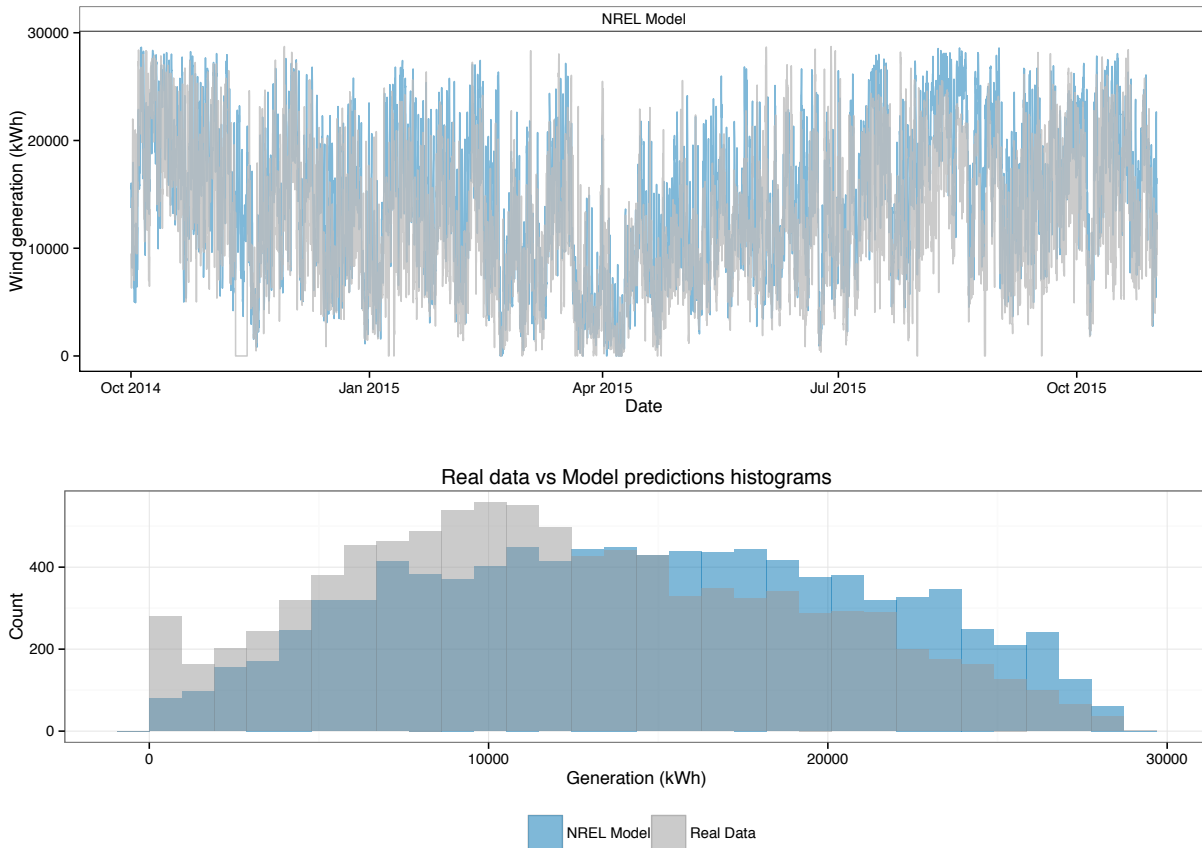 NREL Model
30000
20000
10000
0
Wind generation (kWh)
Oct 2014 Jan 2015 Apr 2015 Jul 2015 Oct 2015
Date
Real data vs Model predictions histograms
400
200
0
Count
0 10000 20000 30000
Generation (kWh)
NREL Model Real Data